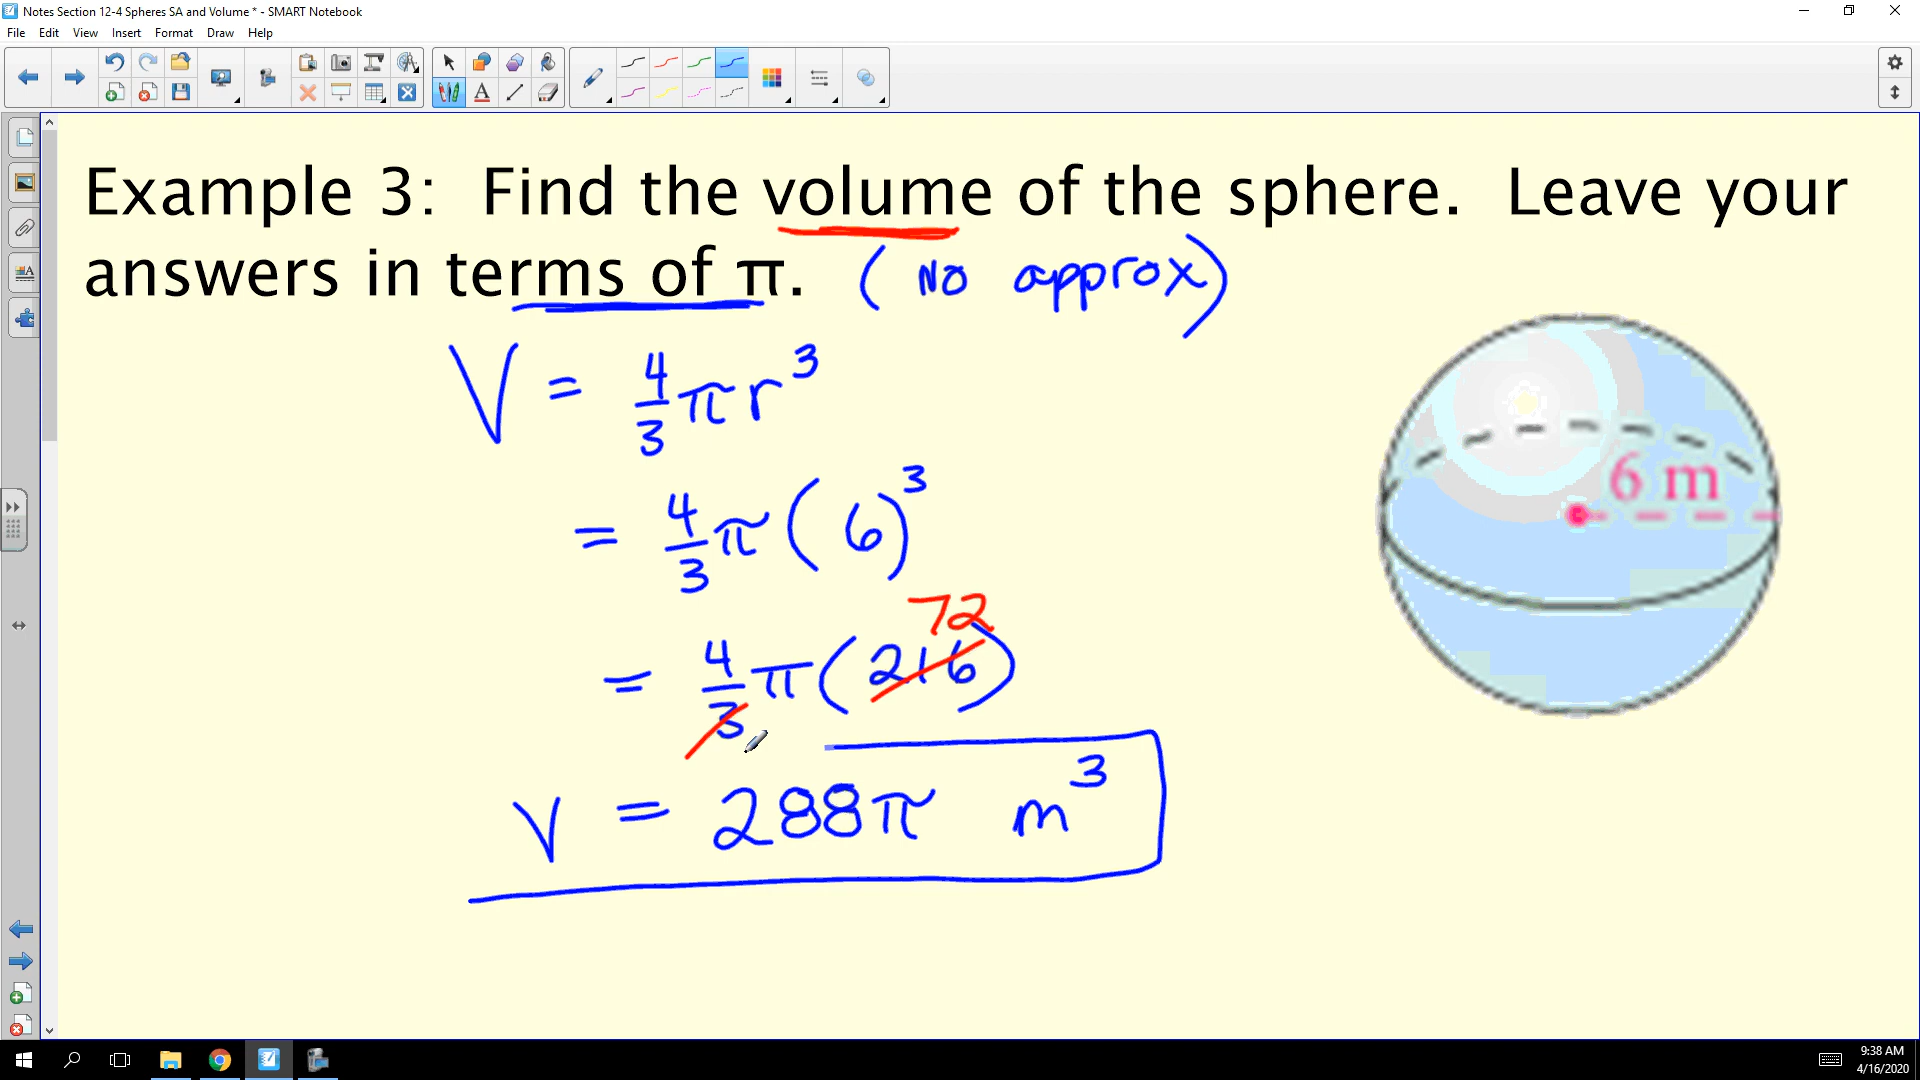 Notes Section 12-4 Spheres SA and Volume * - SMART Notebook
File Edit View Insert Format Draw Help
Example 3: Find the volume of the sphere. Leave your
answers in terms of π. (No approx)
V = 4/3 π r³
= 4/3 π (6)³
6 m
72
= 4/3 π (216)
V = 288π m³
9:38 AM
4/16/2020